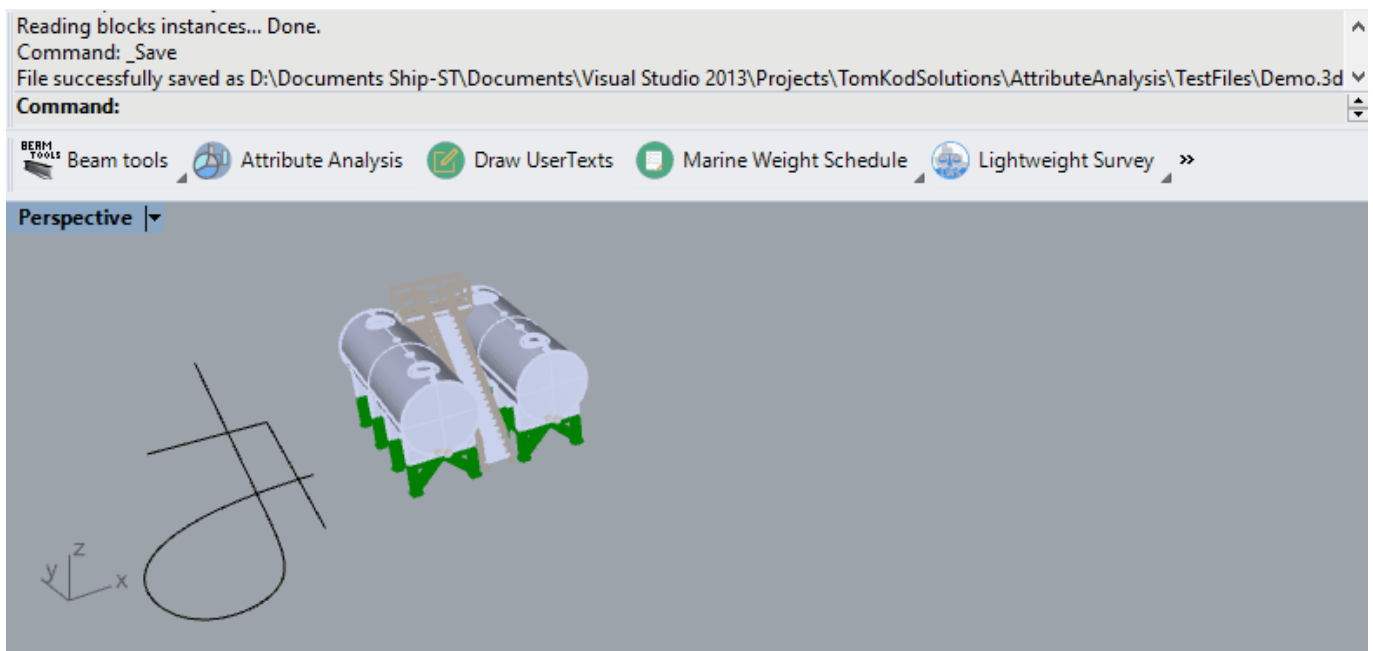 Reading blocks instances... Done.
Command: _Save
File successfully saved as D:\Documents Ship-ST\Documents\Visual Studio 2013\Projects\TomKodSolutions\AttributeAnalysis\TestFiles\Demo.3d
Command:
BEAM TOOLS Beam tools Attribute Analysis Draw UserTexts Marine Weight Schedule Lightweight Survey »
Perspective
z
y x